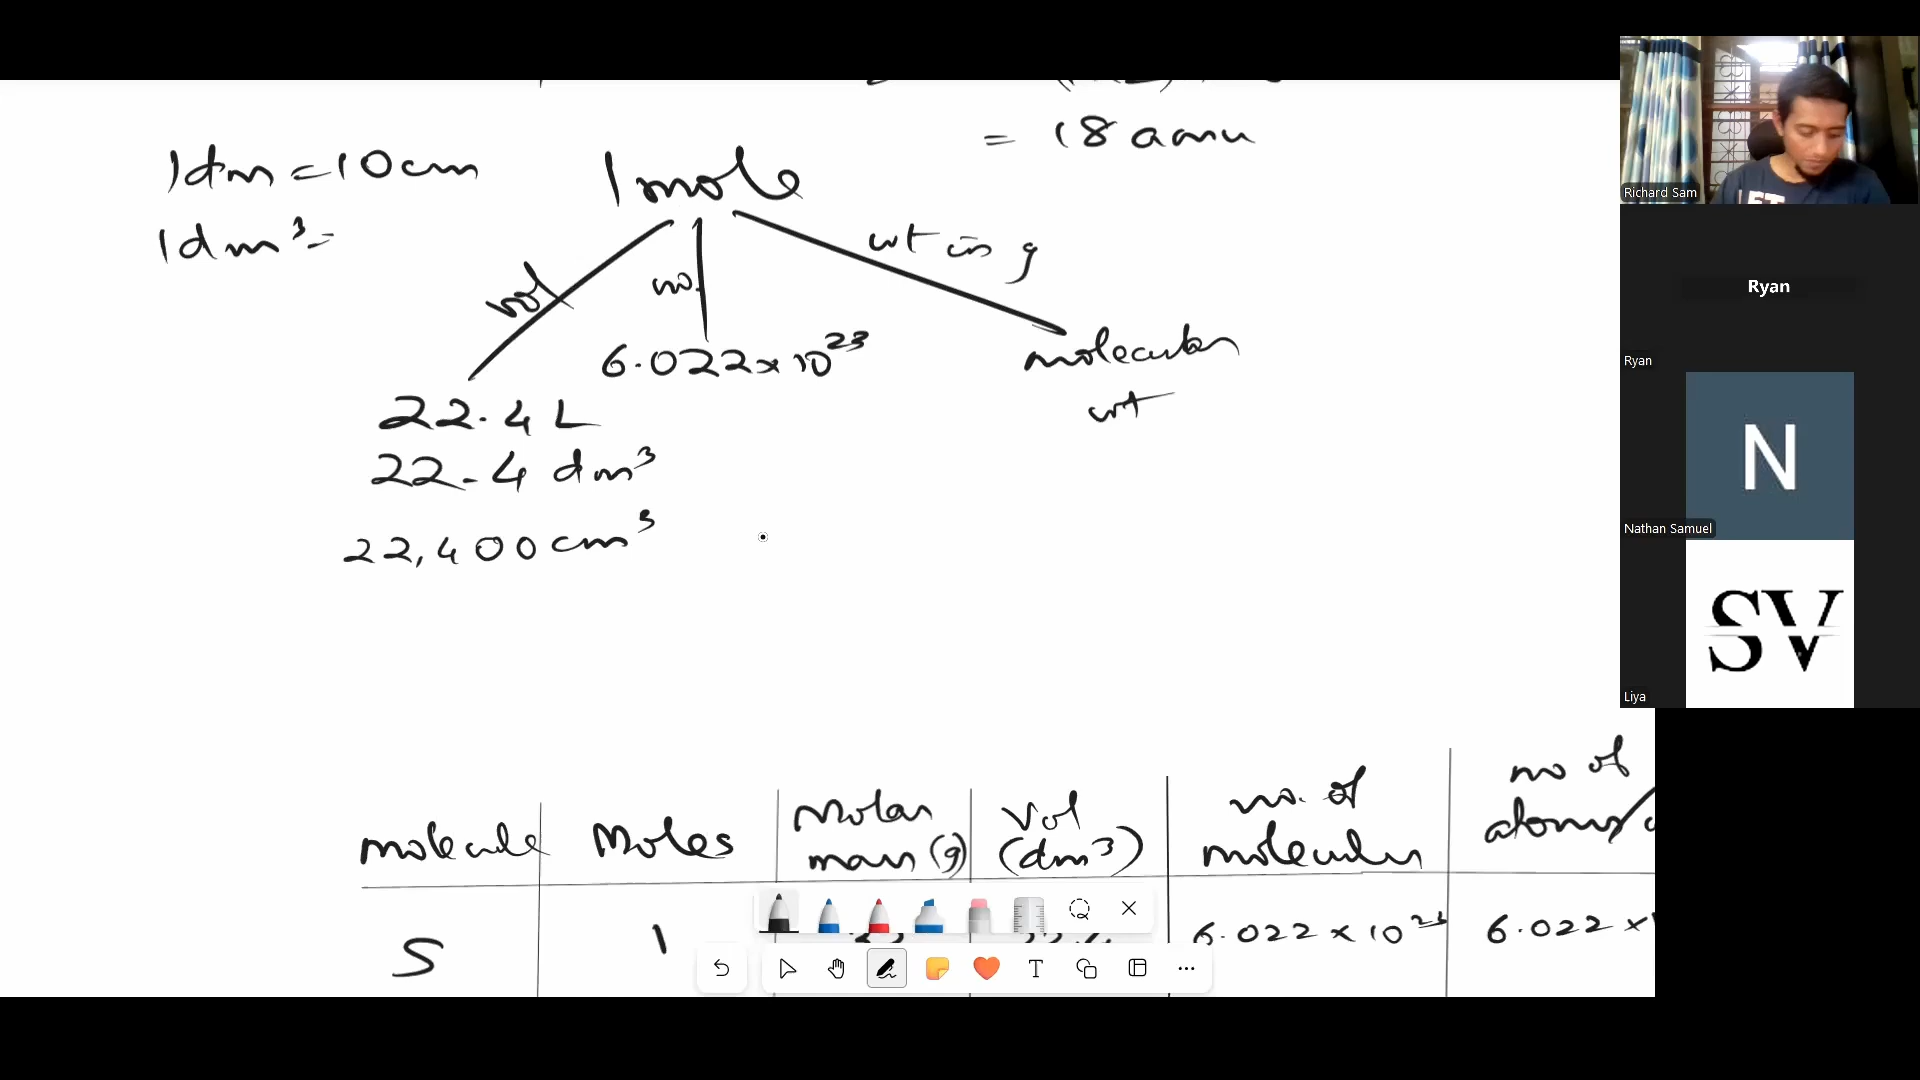 = 18 amu
1dm = 10cm
1dm³=
1 mole
vol
no.
wt in g
6.022 x 10²³
molecular
wt
22.4 L
22.4 dm³
22,400 cm³
molecule
Moles
Molar
mass (g)
Vol
(dm³)
no. of
molecules
no of
atoms/
S
1
6.022 x 10²³
6.022 x
T
Richard Sam
Ryan
Ryan
N
Nathan Samuel
SV
Liya